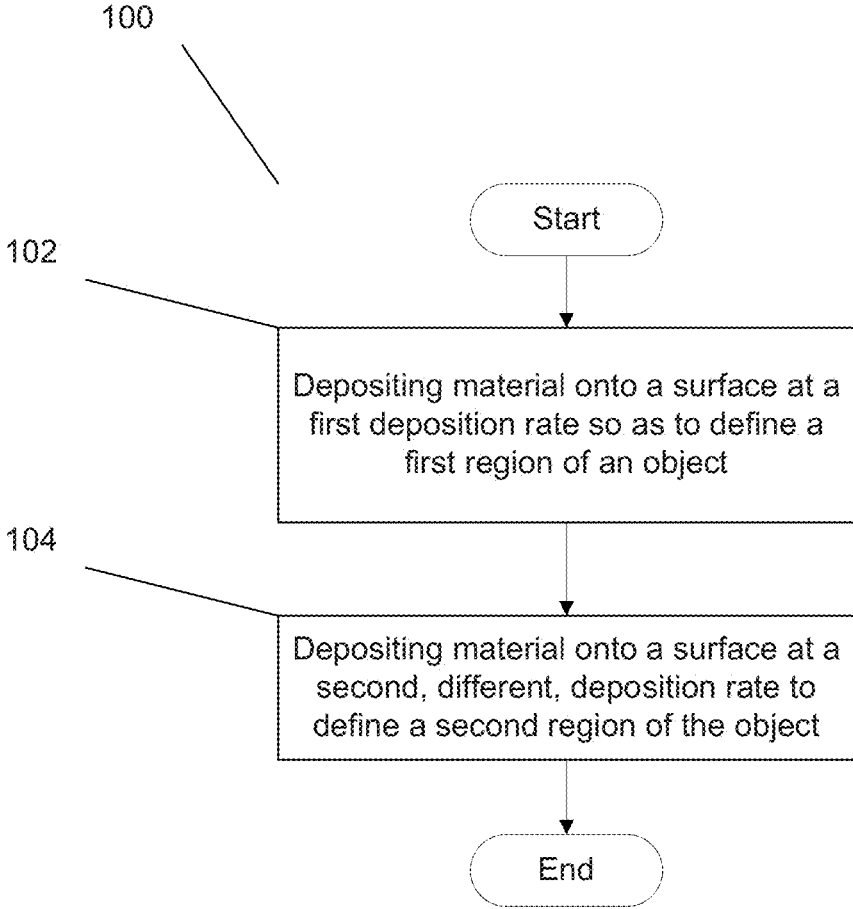 100
Start
102
Depositing material onto a surface at a
first deposition rate so as to define a
first region of an object
104
Depositing material onto a surface at a
second, different, deposition rate to
define a second region of the object
End